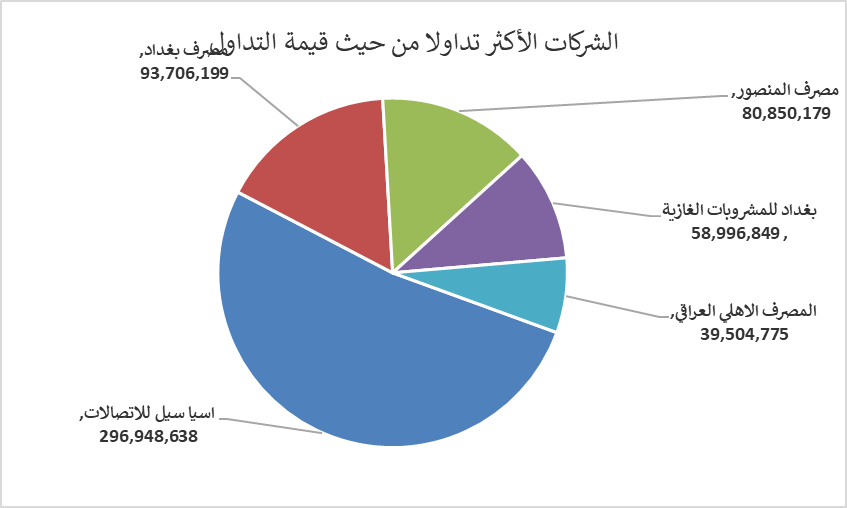 الشركات الأكثر تداولا من حيث قيمة التداول
مصرف بغداد,
93,706,199
مصرف المنصور,
80,850,179
بغداد للمشروبات الغازية
, 58,996,849
المصرف الاهلي العراقي,
39,504,775
اسيا سيل للاتصالات,
296,948,638